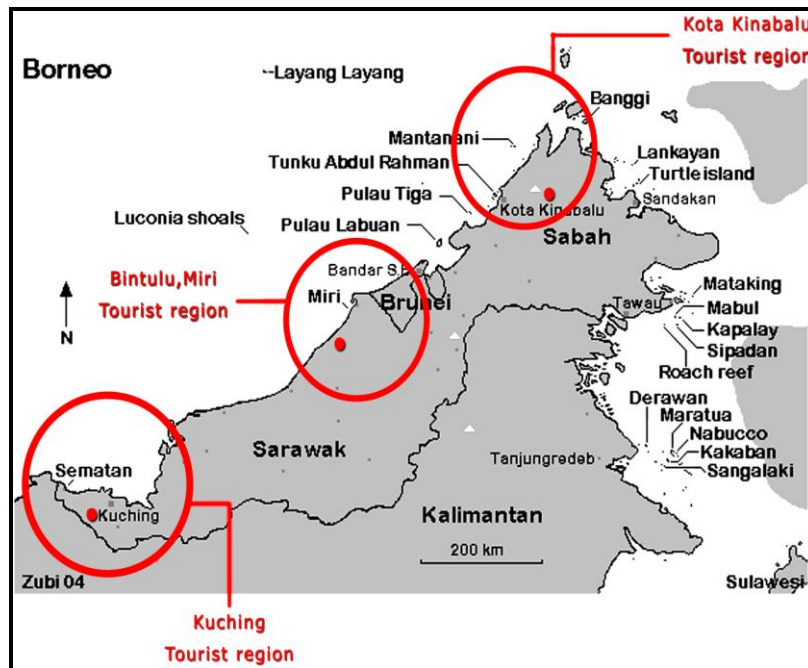 Kota Kinabalu
Tourist region
Borneo
Layang Layang
Banggi
Mantanani
Tunku Abdul Rahman
Lankayan
Turtle island
Pulau Tiga
Kota Kinabalu
Sandakan
Luconia shoals
Pulau Labuan
Sabah
Bintulu,Miri
Tourist region
Bandar S.B.
Miri
Brunei
N
Mataking
Tawau
Mabul
Kapalay
Sipadan
Roach reef
Derawan
Maratua
Nabucco
Kakaban
Sangalaki
Sarawak
Tanjungredeb
Sematan
Kuching
Kalimantan
200 km
Zubi 04
Sulawesi
Kuching
Tourist region